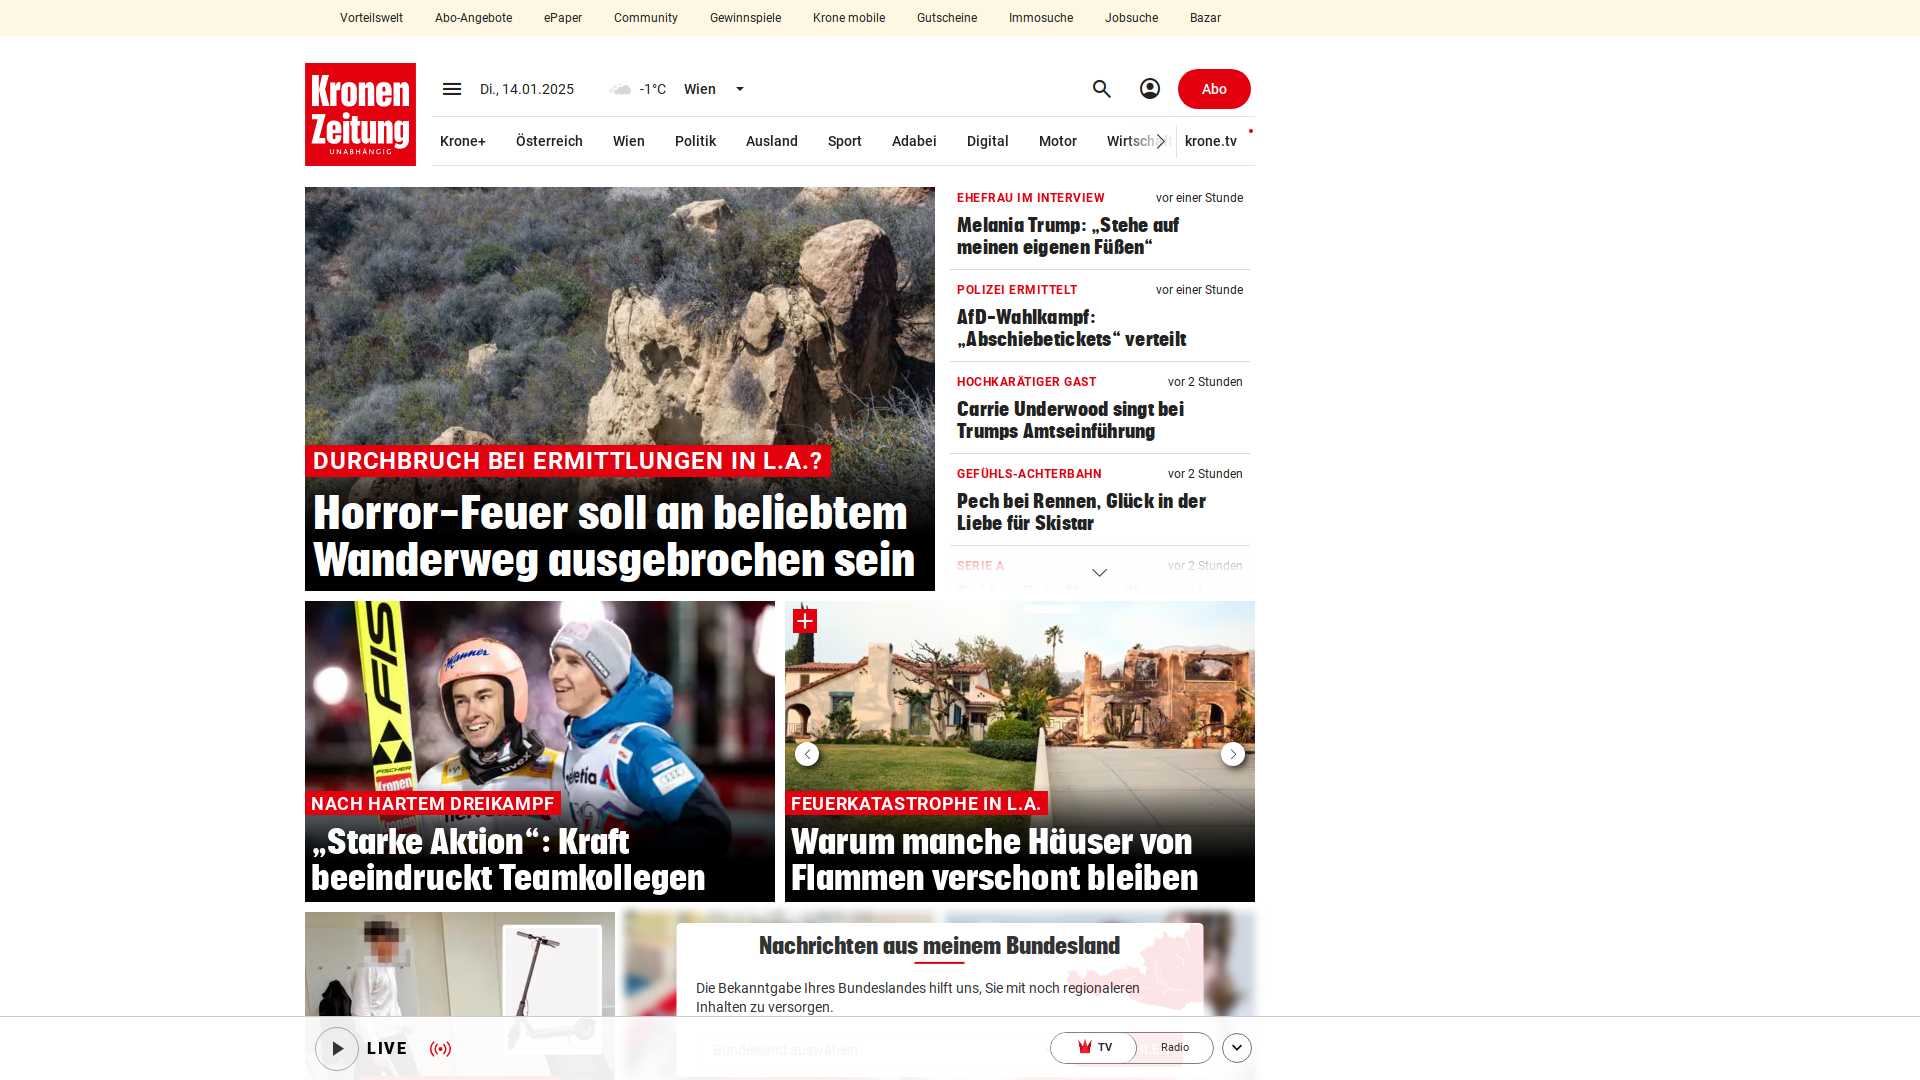 Vorteilswelt Abo-Angebote ePaper Community Gewinnspiele Krone mobile Gutscheine Immosuche Jobsuche Bazar
Kronen
Zeitung
UNABHÄNGIG
Di., 14.01.2025 -1°C Wien
Abo
Krone+ Österreich Wien Politik Ausland Sport Adabei Digital Motor Wirtschaft krone.tv
DURCHBRUCH BEI ERMITTLUNGEN IN L.A.?
Horror-Feuer soll an beliebtem
Wanderweg ausgebrochen sein
EHEFRAU IM INTERVIEW vor einer Stunde
Melania Trump: „Stehe auf
meinen eigenen Füßen“
POLIZEI ERMITTELT vor einer Stunde
AfD-Wahlkampf:
„Abschiebetickets“ verteilt
HOCHKARÄTIGER GAST vor 2 Stunden
Carrie Underwood singt bei
Trumps Amtseinführung
GEFÜHLS-ACHTERBAHN vor 2 Stunden
Pech bei Rennen, Glück in der
Liebe für Skistar
SERIE A vor 2 Stunden
FIS
Manner
FISCHER
uvex
helvetia
Kronen
NACH HARTEM DREIKAMPF
„Starke Aktion“: Kraft
beeindruckt Teamkollegen
FEUERKATASTROPHE IN L.A.
Warum manche Häuser von
Flammen verschont bleiben
Nachrichten aus meinem Bundesland
Die Bekanntgabe Ihres Bundeslandes hilft uns, Sie mit noch regionaleren
Inhalten zu versorgen.
Bundesland auswählen
LIVE
TV Radio